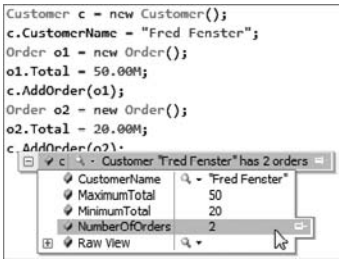 Customer c = new Customer();
c.CustomerName = "Fred Fenster";
Order o1 = new Order();
o1.Total = 50.00M;
c.AddOrder(o1);
Order o2 = new Order();
o2.Total = 20.00M;
c.AddOrder(o2);
c Customer "Fred Fenster" has 2 orders
CustomerName "Fred Fenster"
MaximumTotal 50
MinimumTotal 20
NumberOfOrders 2
Raw View